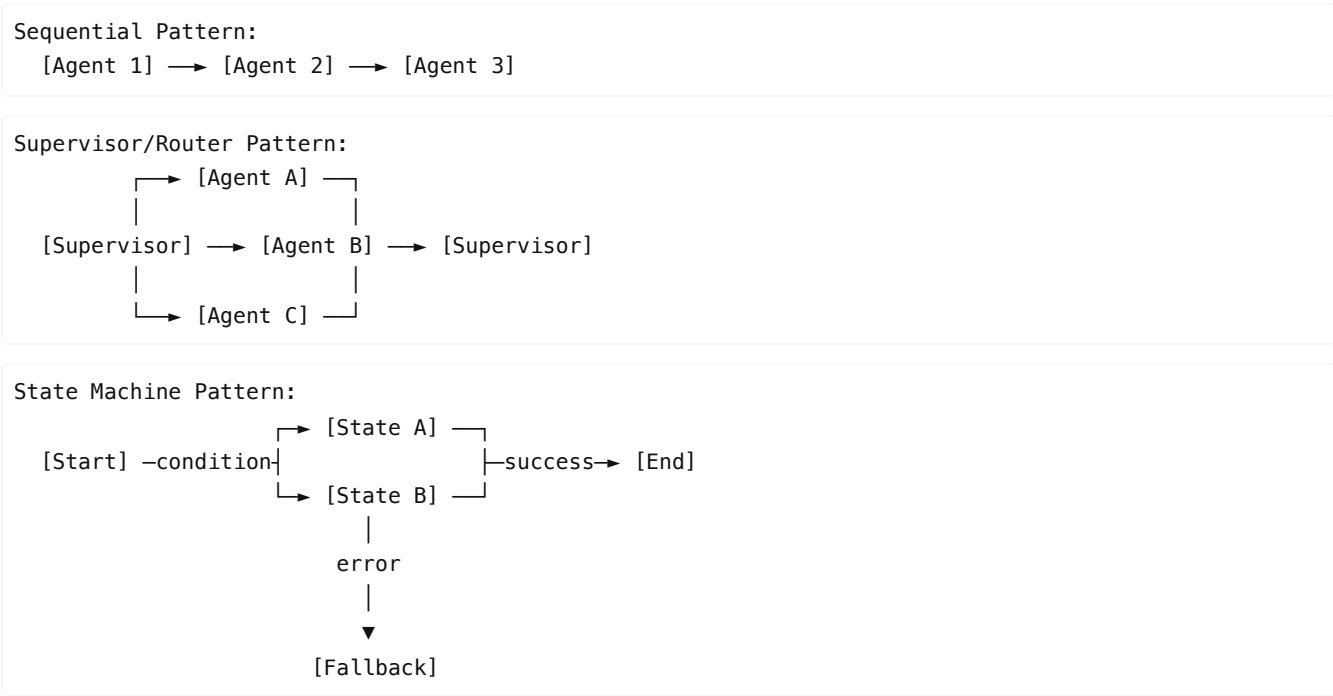 Sequential Pattern:
[Agent 1] ──► [Agent 2] ──► [Agent 3]
Supervisor/Router Pattern:
┌──► [Agent A] ──┐
[Supervisor] ──► [Agent B] ──► [Supervisor]
└──► [Agent C] ──┘
State Machine Pattern:
┌─► [State A] ──┐
[Start] ─condition┤ ├─success─► [End]
└─► [State B] ──┘
error
[Fallback]